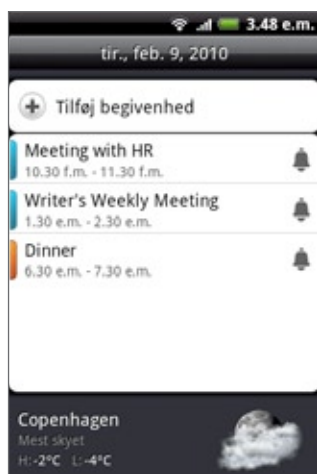 3.48 e.m.
tir., feb. 9, 2010
Tilføj begivenhed
Meeting with HR
10.30 f.m. - 11.30 f.m.
Writer's Weekly Meeting
1.30 e.m. - 2.30 e.m.
Dinner
6.30 e.m. - 7.30 e.m.
Copenhagen
Mest skyet
H:-2°C L:-4°C